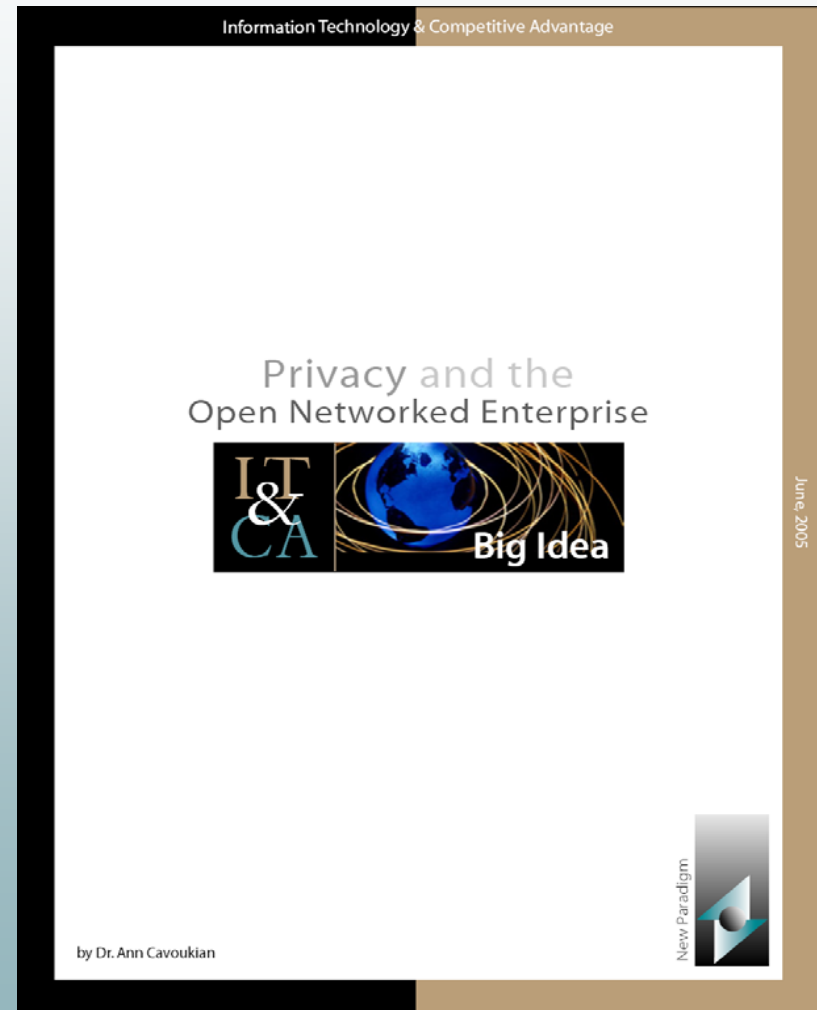 Information Technology & Competitive Advantage
Privacy and the
Open Networked Enterprise
IT
&
CA
Big Idea
June, 2005
New Paradigm
by Dr. Ann Cavoukian